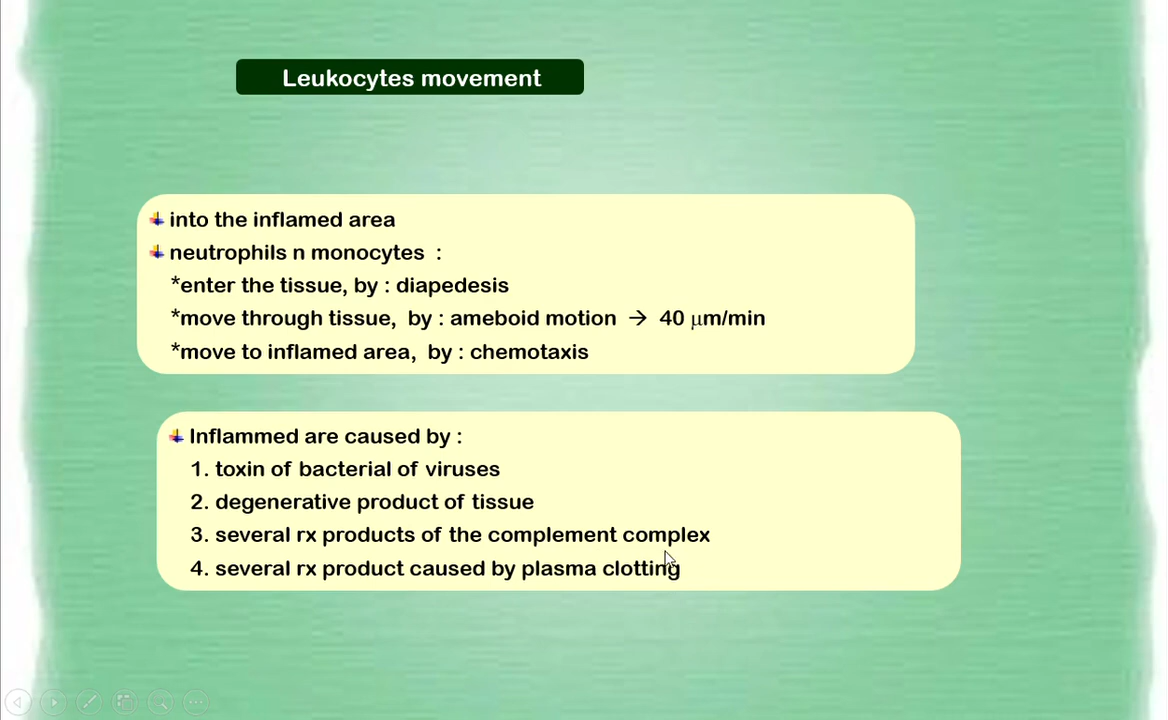 Leukocytes movement
into the inflamed area
neutrophils n monocytes :
*enter the tissue, by : diapedesis
*move through tissue, by : ameboid motion → 40 μm/min
*move to inflamed area, by : chemotaxis
Inflammed are caused by :
1. toxin of bacterial of viruses
2. degenerative product of tissue
3. several rx products of the complement complex
4. several rx product caused by plasma clotting